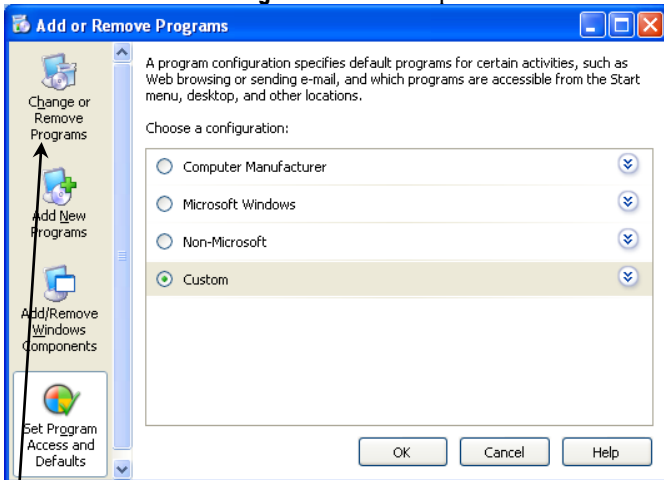 Add or Remove Programs
Change or
Remove
Programs
Add New
Programs
Add/Remove
Windows
Components
Set Program
Access and
Defaults
A program configuration specifies default programs for certain activities, such as
Web browsing or sending e-mail, and which programs are accessible from the Start
menu, desktop, and other locations.
Choose a configuration:
Computer Manufacturer
Microsoft Windows
Non-Microsoft
Custom
OK
Cancel
Help